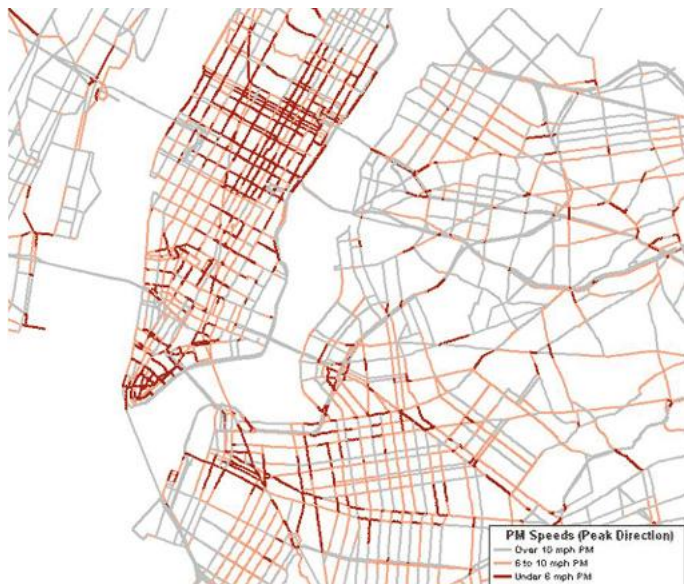 PM Speeds (Peak Direction)
Over 10 mph PM
6 to 10 mph PM
Under 6 mph PM